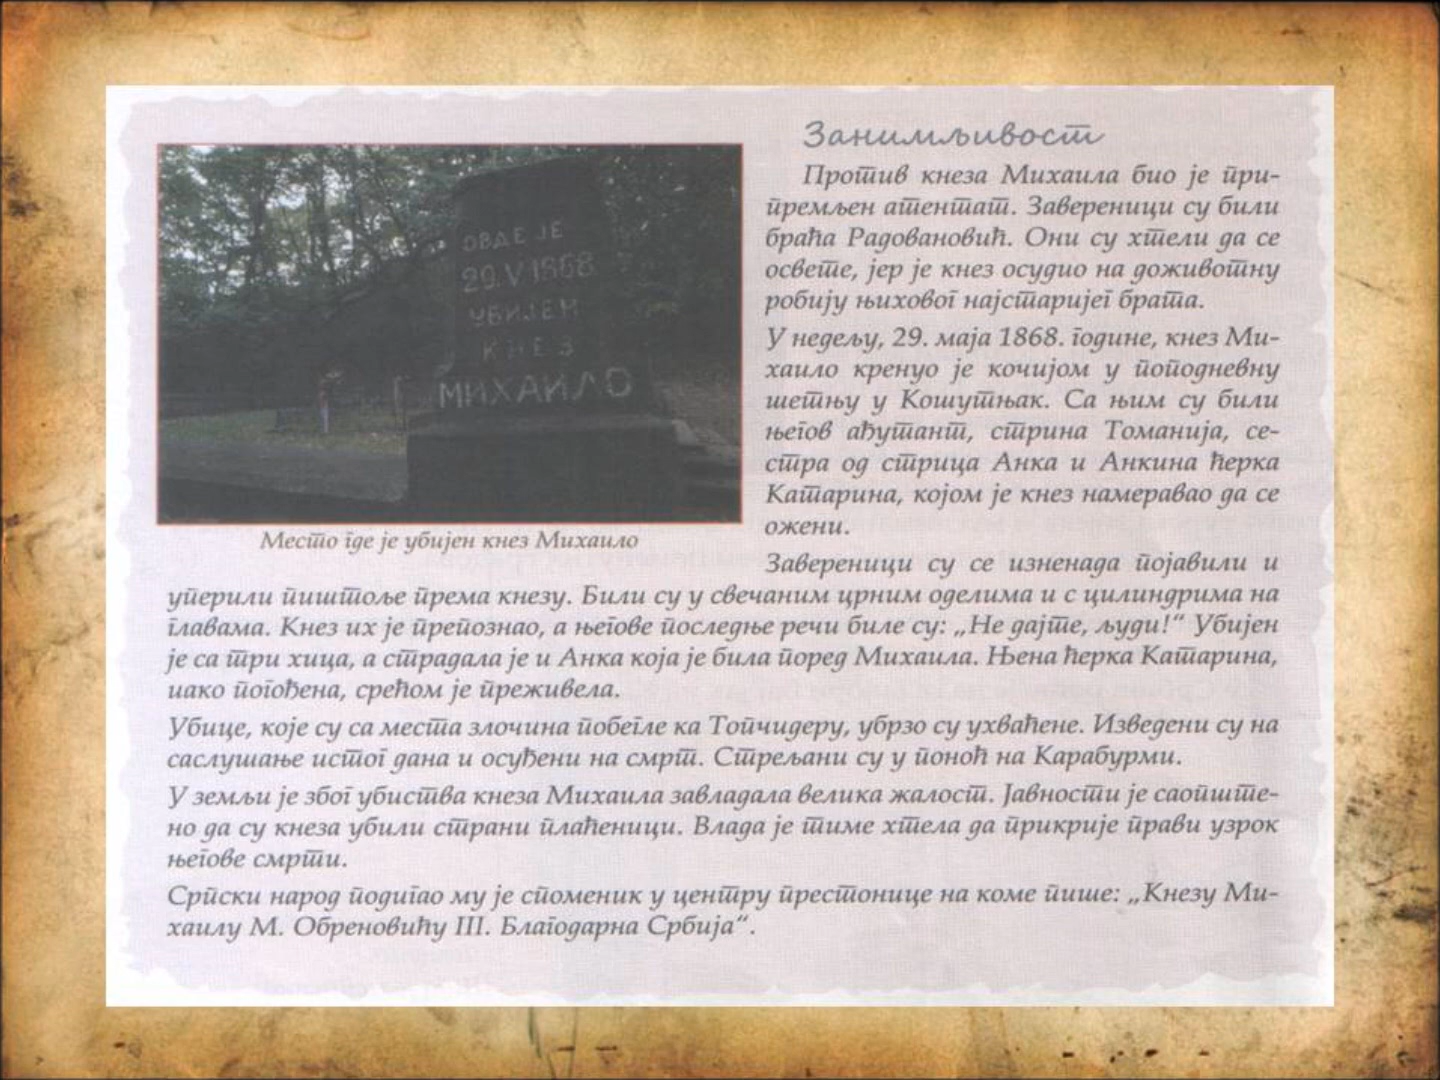 Занимљивост
Против кнеза Михаила био је при-
премљен атентат. Завереници су били
браћа Радовановић. Они су хтели да се
освете, јер је кнез осудио на доживотну
робију њиховог најстаријег брата.
У недељу, 29. маја 1868. године, кнез Ми-
хаило кренуо је кочијом у поподневну
шетњу у Кошутњак. Са њим су били
његов ађутант, стрина Томанија, се-
стра од стрица Анка и Анкина ћерка
Катарина, којом је кнез намеравао да се
ожени.
ОВДЕ ЈЕ
29. V 1868
УБИЈЕН
КНЕЗ
МИХАИЛО
Место где је убијен кнез Михаило
Завереници су се изненада појавили и
уперили пиштоље према кнезу. Били су у свечаним црним оделима и с цилиндрима на
главама. Кнез их је препознао, а његове последње речи биле су: „Не дајте, људи!“ Убијен
је са три хица, а страдала је и Анка која је била поред Михаила. Њена ћерка Катарина,
иако погођена, срећом је преживела.
Убице, које су са места злочина побегле ка Топчидеру, убрзо су ухваћене. Изведени су на
саслушање истог дана и осуђени на смрт. Стрељани су у поноћ на Карабурми.
У земљи је због убиства кнеза Михаила завладала велика жалост. Јавности је саопште-
но да су кнеза убили страни плаћеници. Влада је тиме хтела да прикрије прави узрок
његове смрти.
Српски народ подигао му је споменик у центру престонице на коме пише: „Кнезу Ми-
хаилу М. Обреновићу III. Благодарна Србија“.